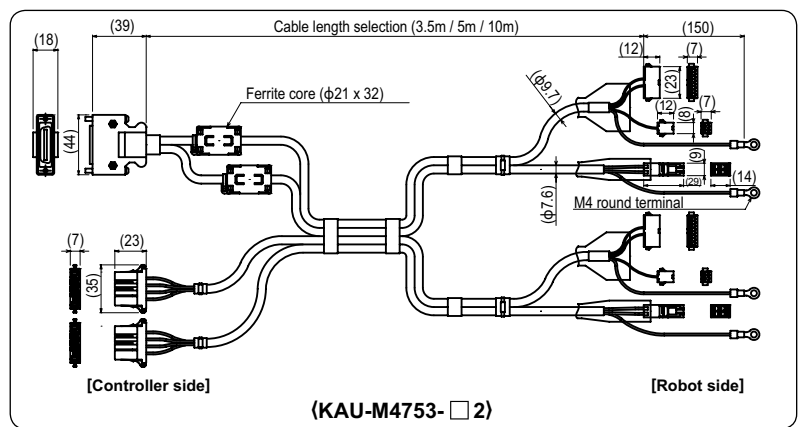 (39)
Cable length selection (3.5m / 5m / 10m)
(150)
(18)
(12)
(7)
(23)
(φ9.7)
Ferrite core (φ21 x 32)
(44)
(12)
(7)
(8)
(9)
(29)
(14)
(φ7.6)
M4 round terminal
(7)
(23)
(35)
[Controller side]
[Robot side]
⟨KAU-M4753- □ 2⟩